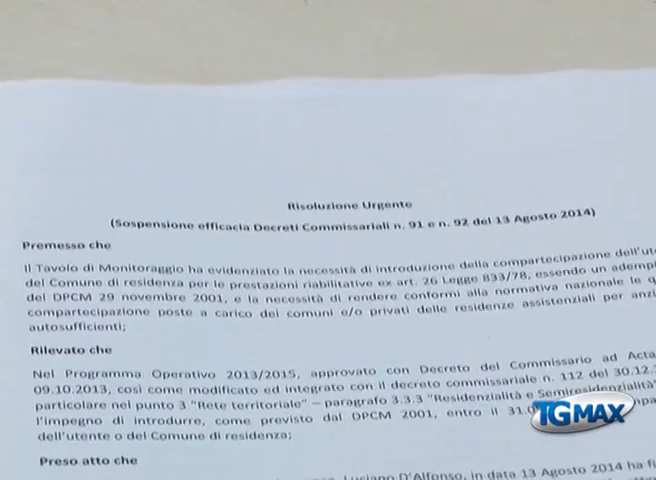 Risoluzione Urgente
(Sospensione efficacia Decreti Commissariali n. 91 e n. 92 del 13 Agosto 2014)
Premesso che
Il Tavolo di Monitoraggio ha evidenziato la necessità di introduzione della compartecipazione dell'ute
del Comune di residenza per le prestazioni riabilitative ex art. 26 Legge 833/78, essendo un adempi
del DPCM 29 novembre 2001, e la necessità di rendere conformi alla normativa nazionale le q
compartecipazione poste a carico dei comuni e/o privati delle residenze assistenziali per anzi
autosufficienti;
Rilevato che
Nel Programma Operativo 2013/2015, approvato con Decreto del Commissario ad Acta
09.10.2013, così come modificato ed integrato con il decreto commissariale n. 112 del 30.12.
particolare nel punto 3 "Rete territoriale" – paragrafo 3.3.3 "Residenzialità e Semiresidenzialità"
l'impegno di introdurre, come previsto dal DPCM 2001, entro il 31.0
dell'utente o del Comune di residenza;
TGMAX
Preso atto che
Luciano D'Alfonso, in data 13 Agosto 2014 ha fi